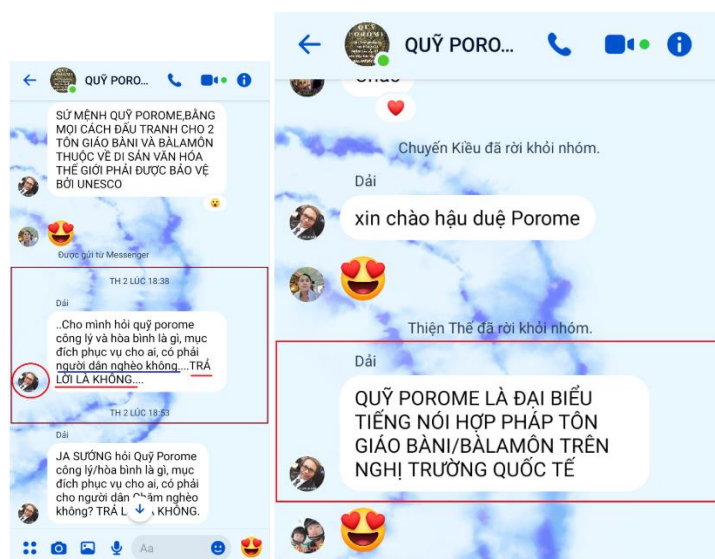 QUỸ PORO...
SỨ MỆNH QUỸ POROME,BẰNG
MỌI CÁCH ĐẤU TRANH CHO 2
TÔN GIÁO BÀNI VÀ BÀLAMÔN
THUỘC VỀ DI SẢN VĂN HÓA
THẾ GIỚI PHẢI ĐƯỢC BẢO VỆ
BỞI UNESCO
Được gửi từ Messenger
TH 2 LÚC 18:38
Dải
..Cho mình hỏi quỹ porome
công lý và hòa bình là gì, mục
đích phục vụ cho ai, có phải
người dân nghèo không....TRẢ
LỜI LÀ KHÔNG....
TH 2 LÚC 18:53
Dải
JA SƯỚNG hỏi Quỹ Porome
công lý/hòa bình là gì, mục
đích phục vụ cho ai, có phải
cho người dân Chăm nghèo
không? TRẢ KHÔNG.
Aa
QUỸ PORO...
Chuyến Kiều đã rời khỏi nhóm.
Dải
xin chào hậu duệ Porome
Thiện Thế đã rời khỏi nhóm.
Dải
QUỸ POROME LÀ ĐẠI BIỂU
TIẾNG NÓI HỢP PHÁP TÔN
GIÁO BÀNI/BÀLAMÔN TRÊN
NGHỊ TRƯỜNG QUỐC TẾ